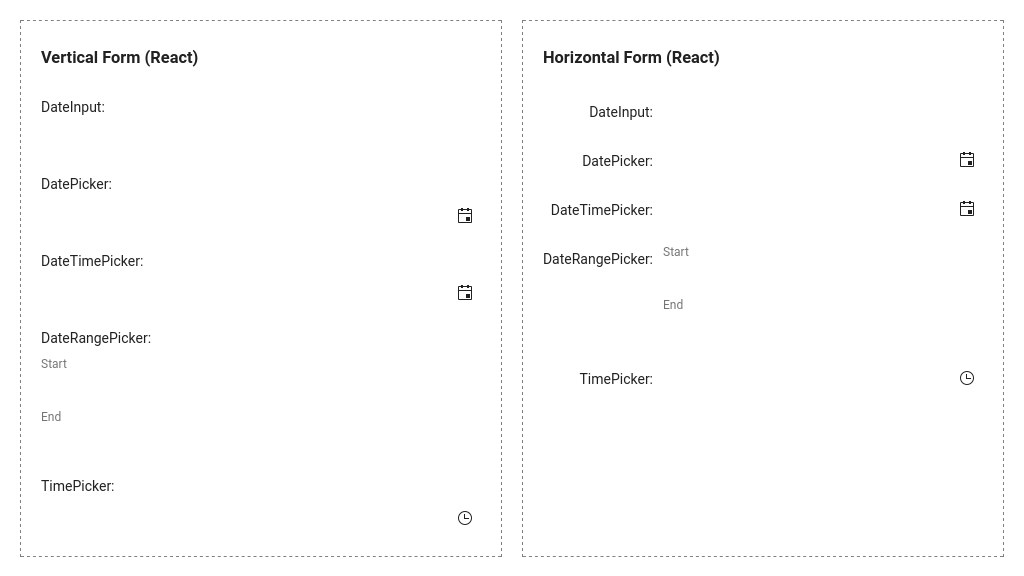 Vertical Form (React)
DateInput:
DatePicker:
DateTimePicker:
DateRangePicker:
Start
End
TimePicker:
Horizontal Form (React)
DateInput:
DatePicker:
DateTimePicker:
DateRangePicker:
Start
End
TimePicker: